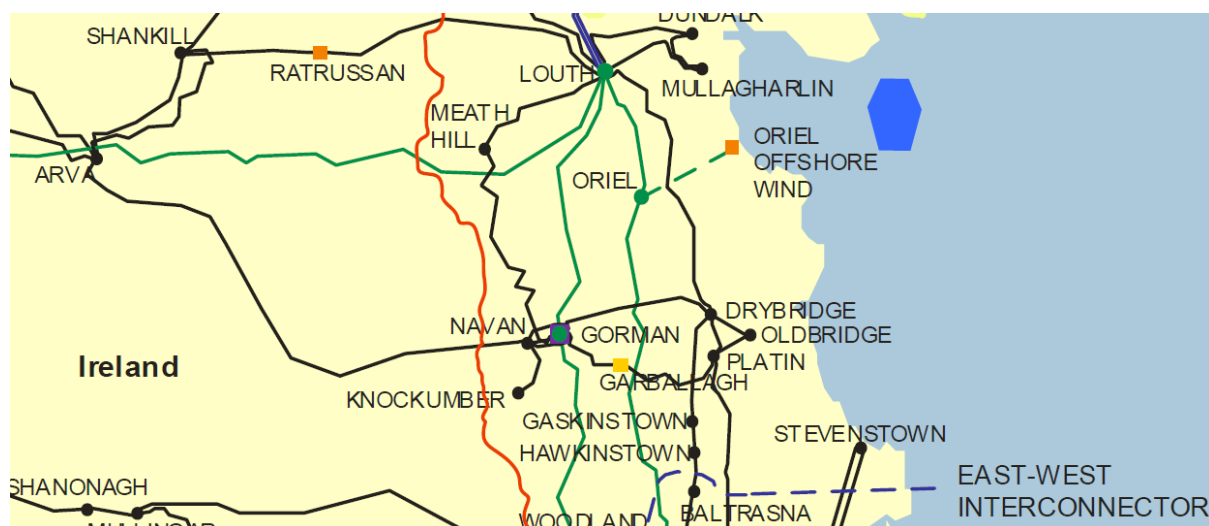 DUNDALK
SHANKILL
RATRUSSAN
LOUTH
MULLAGHARLIN
MEATH
HILL
ORIEL
OFFSHORE
WIND
ARVA
ORIEL
NAVAN
GORMAN
DRYBRIDGE
OLDBRIDGE
PLATIN
Ireland
GARBALLAGH
KNOCKUMBER
GASKINSTOWN
STEVENSTOWN
HAWKINSTOWN
EAST-WEST
INTERCONNECTOR
SHANONAGH
BALTRASNA
WOODLAND
MULLINGAR